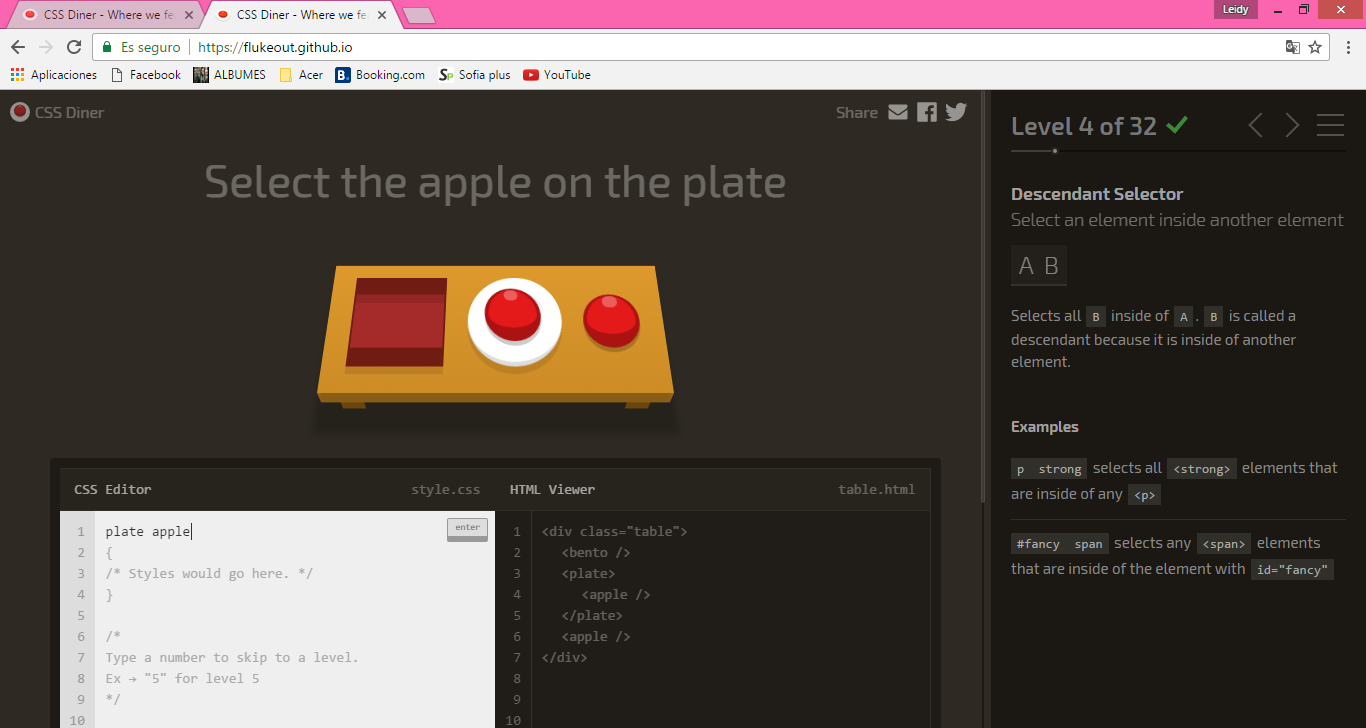 CSS Diner - Where we fe
CSS Diner - Where we fe
Leidy
Es seguro https://flukeout.github.io
Aplicaciones Facebook ALBUMES Acer B. Booking.com Sp Sofia plus YouTube
CSS Diner
Share
Select the apple on the plate
CSS Editor style.css
enter
1 plate apple
2 {
3 /* Styles would go here. */
4 }
5
6 /*
7 Type a number to skip to a level.
8 Ex → "5" for level 5
9 */
10
HTML Viewer table.html
1 <div class="table">
2 <bento />
3 <plate>
4 <apple />
5 </plate>
6 <apple />
7 </div>
8
9
10
Level 4 of 32
Descendant Selector
Select an element inside another element
A B
Selects all B inside of A . B is called a
descendant because it is inside of another
element.
Examples
p strong selects all <strong> elements that
are inside of any <p>
#fancy span selects any <span> elements
that are inside of the element with id="fancy"